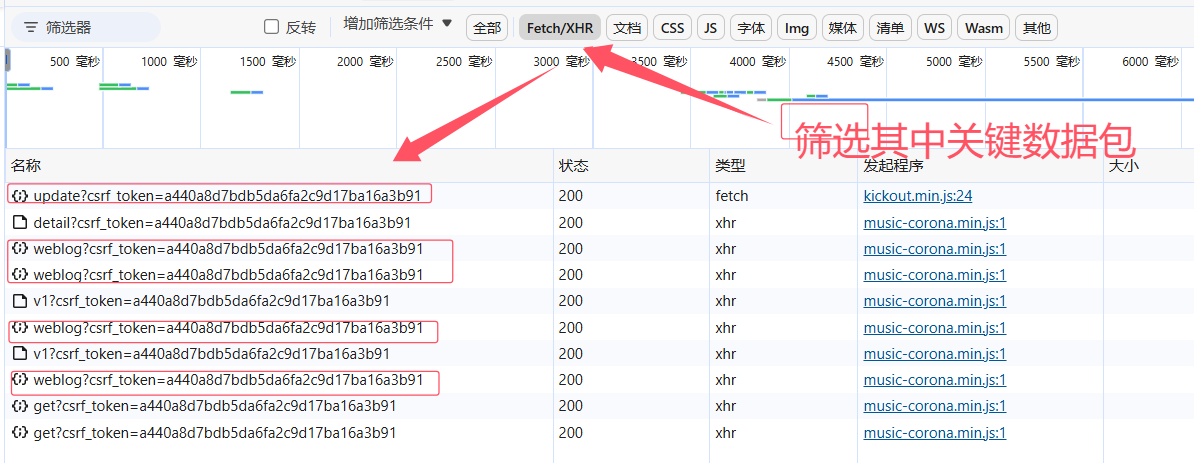 筛选器 反转 增加筛选条件 全部 Fetch/XHR 文档 CSS JS 字体 Img 媒体 清单 WS Wasm 其他
500 毫秒 1000 毫秒 1500 毫秒 2000 毫秒 2500 毫秒 3000 毫秒 3500 毫秒 4000 毫秒 4500 毫秒 5000 毫秒 5500 毫秒 6000 毫秒
筛选其中关键数据包
名称 状态 类型 发起程序 大小
update?csrf_token=a440a8d7bdb5da6fa2c9d17ba16a3b91 200 fetch kickout.min.js:24
detail?csrf_token=a440a8d7bdb5da6fa2c9d17ba16a3b91 200 xhr music-corona.min.js:1
weblog?csrf_token=a440a8d7bdb5da6fa2c9d17ba16a3b91 200 xhr music-corona.min.js:1
weblog?csrf_token=a440a8d7bdb5da6fa2c9d17ba16a3b91 200 xhr music-corona.min.js:1
v1?csrf_token=a440a8d7bdb5da6fa2c9d17ba16a3b91 200 xhr music-corona.min.js:1
weblog?csrf_token=a440a8d7bdb5da6fa2c9d17ba16a3b91 200 xhr music-corona.min.js:1
v1?csrf_token=a440a8d7bdb5da6fa2c9d17ba16a3b91 200 xhr music-corona.min.js:1
weblog?csrf_token=a440a8d7bdb5da6fa2c9d17ba16a3b91 200 xhr music-corona.min.js:1
get?csrf_token=a440a8d7bdb5da6fa2c9d17ba16a3b91 200 xhr music-corona.min.js:1
get?csrf_token=a440a8d7bdb5da6fa2c9d17ba16a3b91 200 xhr music-corona.min.js:1